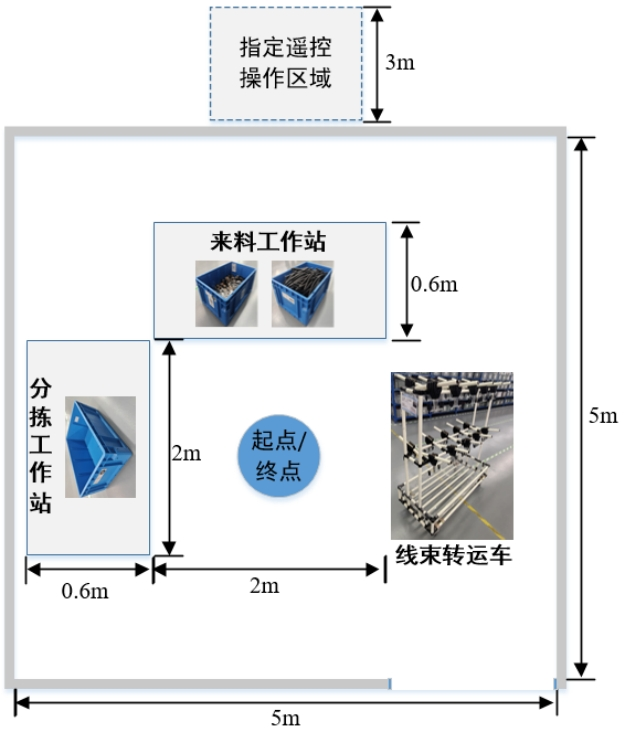 指定遥控
操作区域
3m
来料工作站
0.6m
分拣工作站
2m
起点/
终点
5m
线束转运车
0.6m
2m
5m